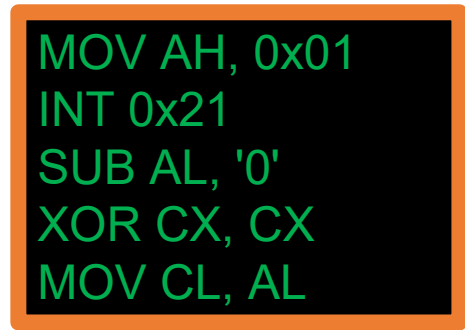 MOV AH, 0x01
INT 0x21
SUB AL, '0'
XOR CX, CX
MOV CL, AL